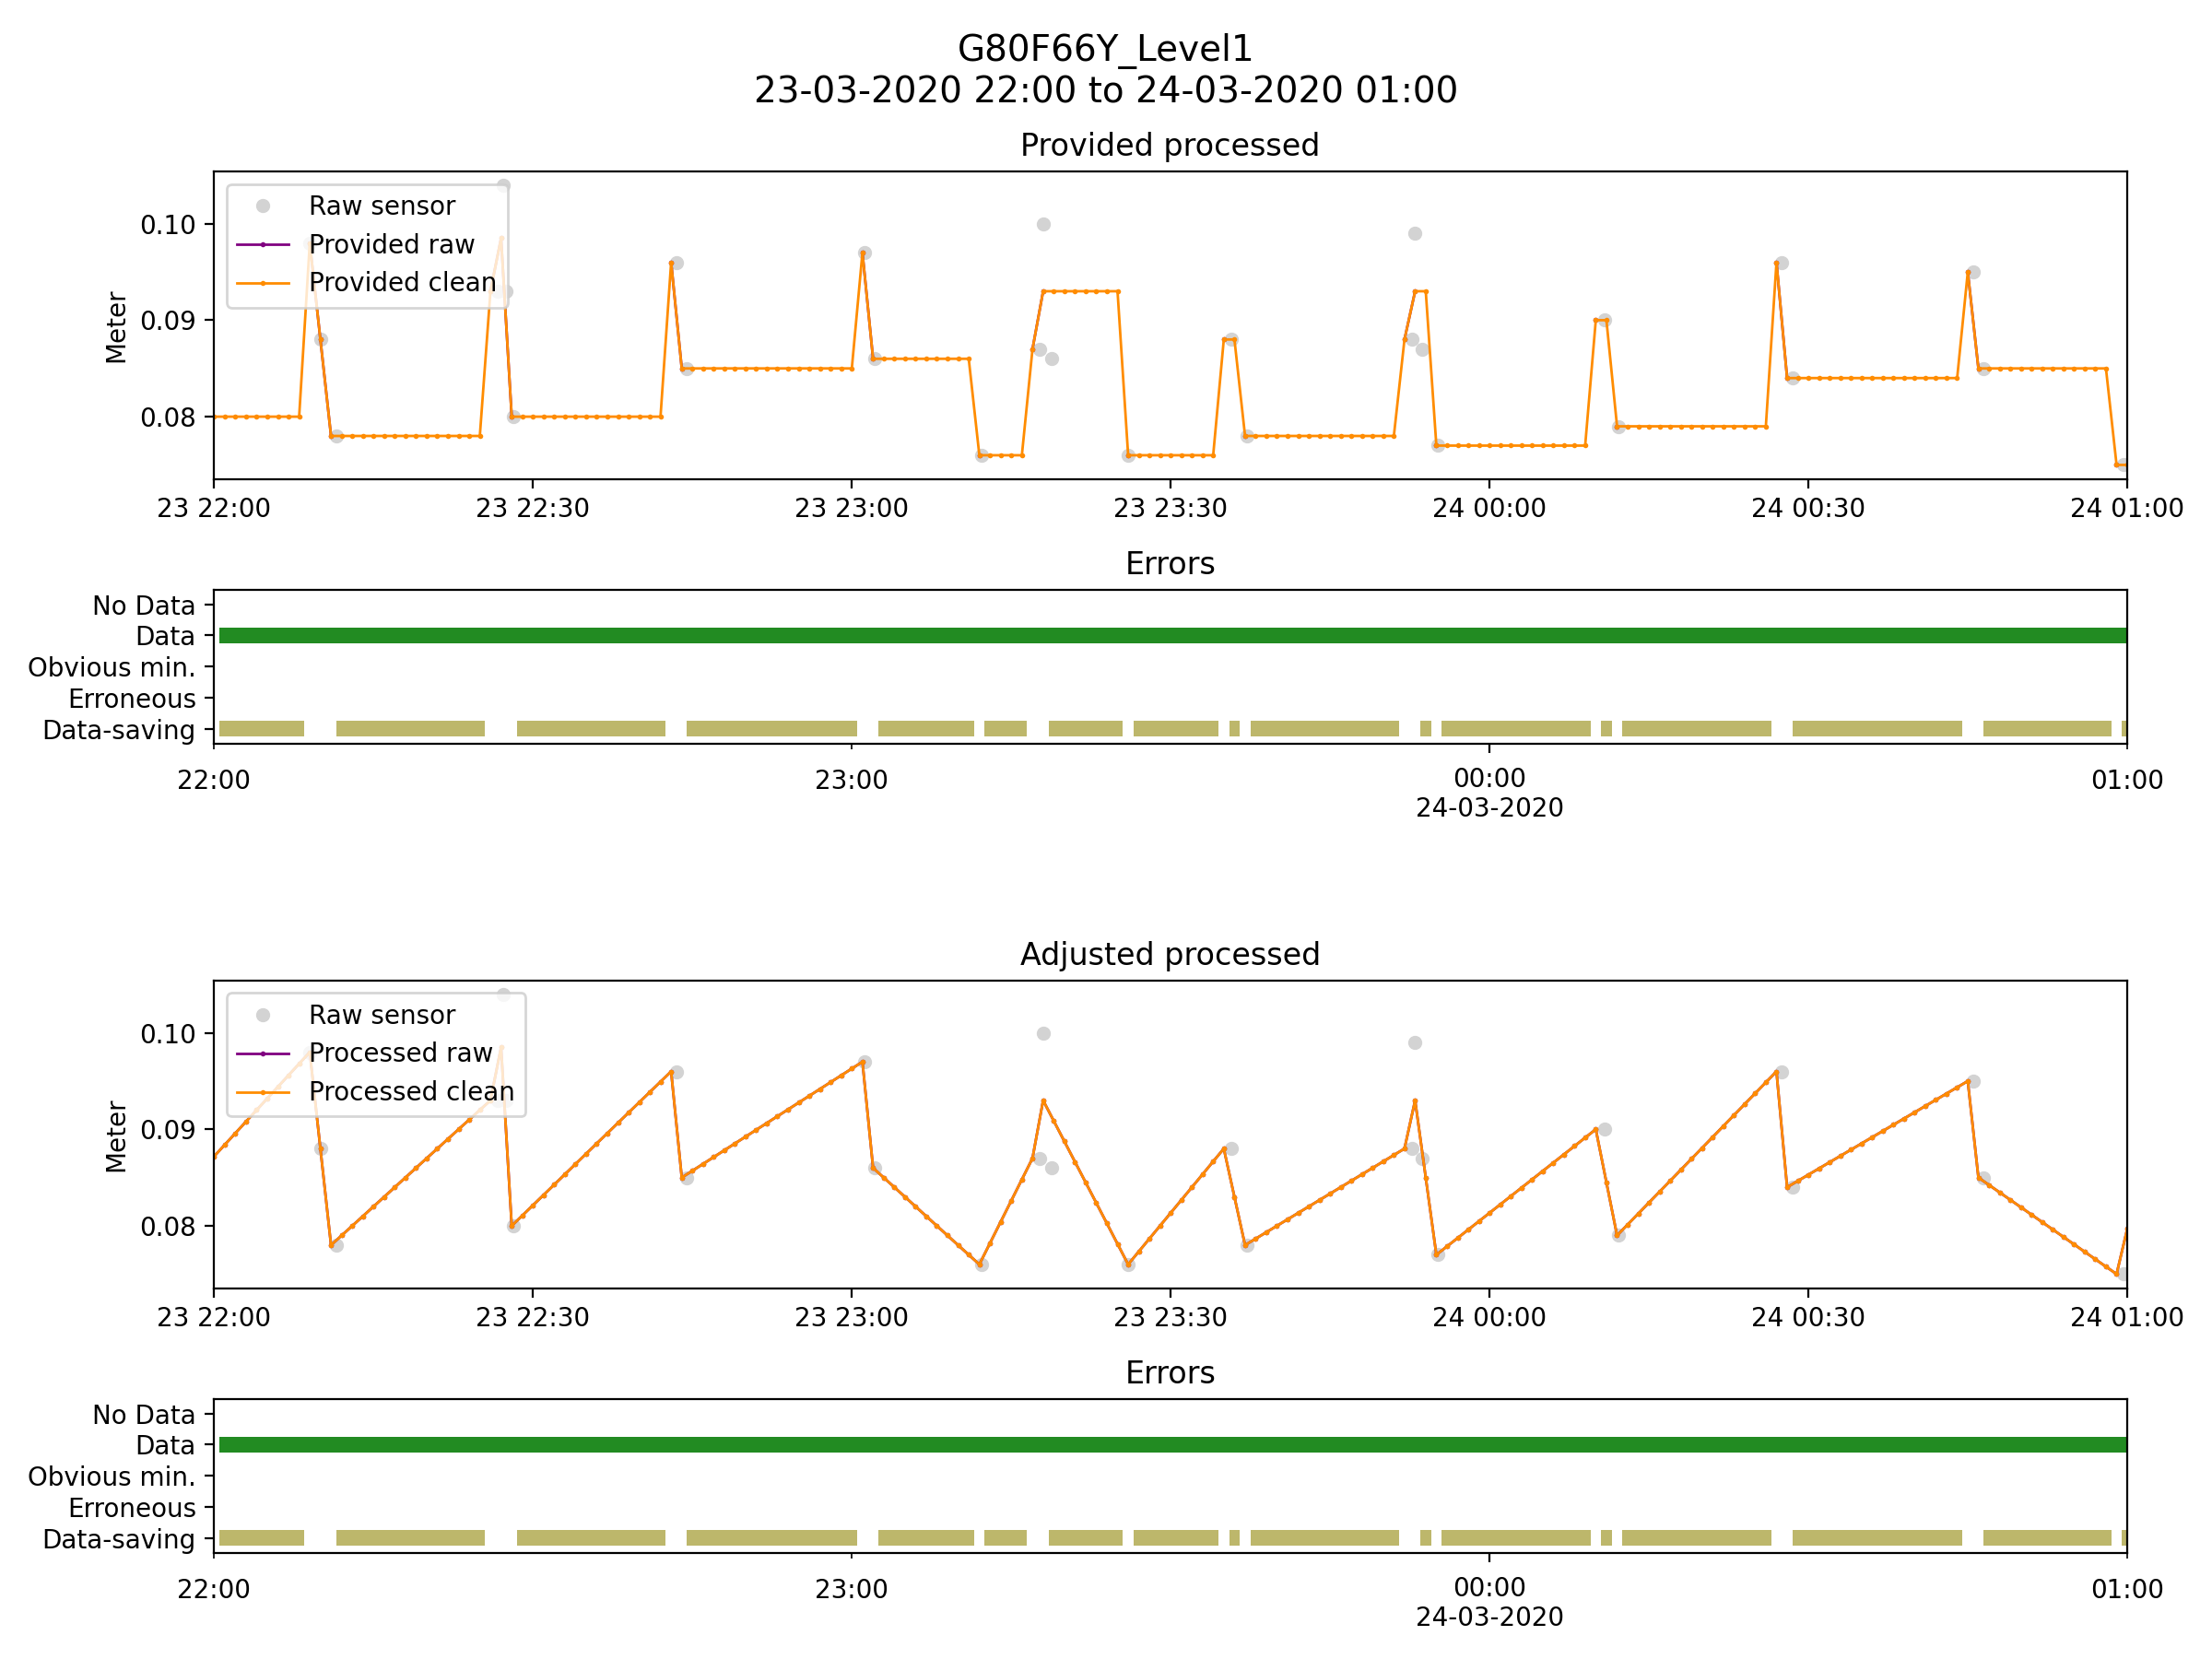 G80F66Y_Level1
23-03-2020 22:00 to 24-03-2020 01:00
Provided processed
Raw sensor
Provided raw
Provided clean
Meter
0.10
0.09
0.08
23 22:00 23 22:30 23 23:00 23 23:30 24 00:00 24 00:30 24 01:00
Errors
No Data
Data
Obvious min.
Erroneous
Data-saving
22:00 23:00 00:00 01:00
24-03-2020
Adjusted processed
Raw sensor
Processed raw
Processed clean
Meter
0.10
0.09
0.08
23 22:00 23 22:30 23 23:00 23 23:30 24 00:00 24 00:30 24 01:00
Errors
No Data
Data
Obvious min.
Erroneous
Data-saving
22:00 23:00 00:00 01:00
24-03-2020